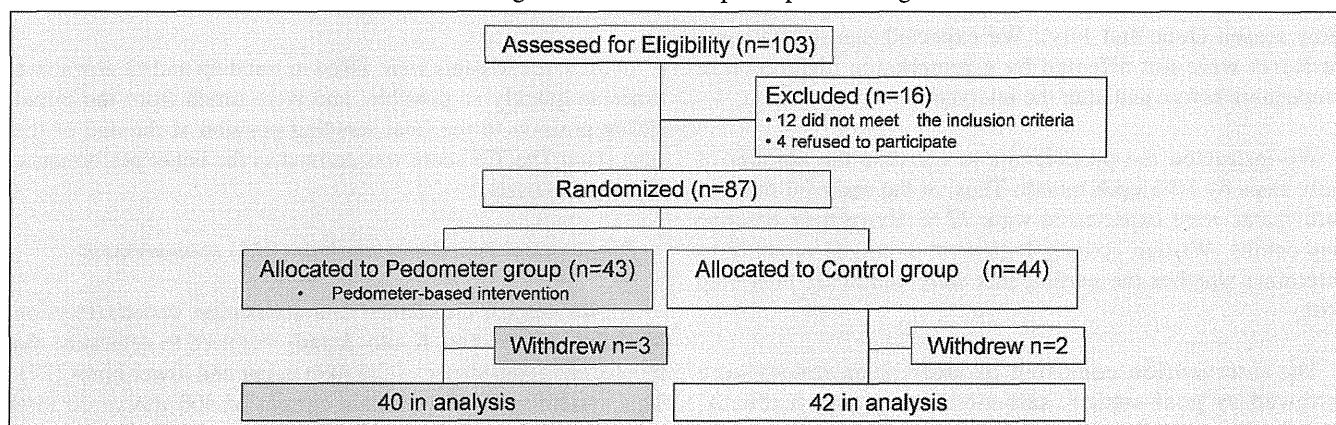 Assessed for Eligibility (n=103)
Excluded (n=16)
• 12 did not meet the inclusion criteria
• 4 refused to participate
Randomized (n=87)
Allocated to Pedometer group (n=43)
• Pedometer-based intervention
Allocated to Control group (n=44)
Withdrew n=3
Withdrew n=2
40 in analysis
42 in analysis